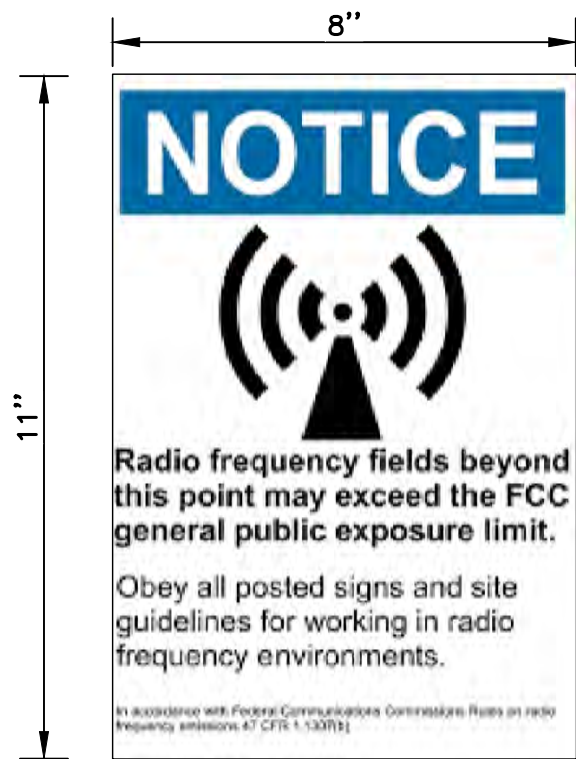 8"
11"
NOTICE
Radio frequency fields beyond
this point may exceed the FCC
general public exposure limit.
Obey all posted signs and site
guidelines for working in radio
frequency environments.
In accordance with Federal Communications Commissions Rules on radio
frequency emissions 47 CFR 1.1307(b)